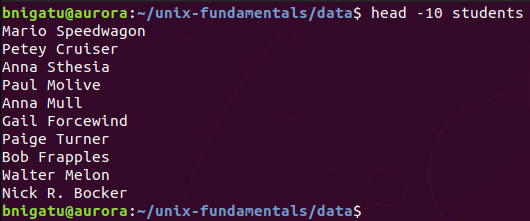 bnigatu@aurora:~/unix-fundamentals/data$ head -10 students
Mario Speedwagon
Petey Cruiser
Anna Sthesia
Paul Molive
Anna Mull
Gail Forcewind
Paige Turner
Bob Frapples
Walter Melon
Nick R. Bocker
bnigatu@aurora:~/unix-fundamentals/data$